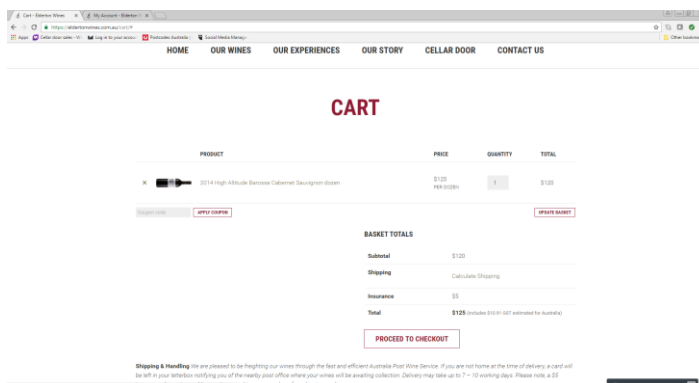 Cart - Elderton Wines
My Account - Elderton
https://eldertonwines.com.au/cart/#
Apps
Cellar door sales - Vi
Log in to your accou
Postcodes Australia
Social Media Manag
Other bookma
HOME OUR WINES OUR EXPERIENCES OUR STORY CELLAR DOOR CONTACT US
CART
PRODUCT PRICE QUANTITY TOTAL
× 2014 High Altitude Barossa Cabernet Sauvignon dozen $120 1 $120
PER DOZEN
Coupon code APPLY COUPON UPDATE BASKET
BASKET TOTALS
Subtotal $120
Shipping Calculate Shipping
Insurance $5
Total $125 (includes $10.91 GST estimated for Australia)
PROCEED TO CHECKOUT
Shipping & Handling We are pleased to be freighting our wines through the fast and efficient Australia Post Wine Service. If you are not home at the time of delivery, a card will
be left in your letterbox notifying you of the nearby post office where your wines will be awaiting collection. Delivery may take up to 7 – 10 working days. Please note, a $5